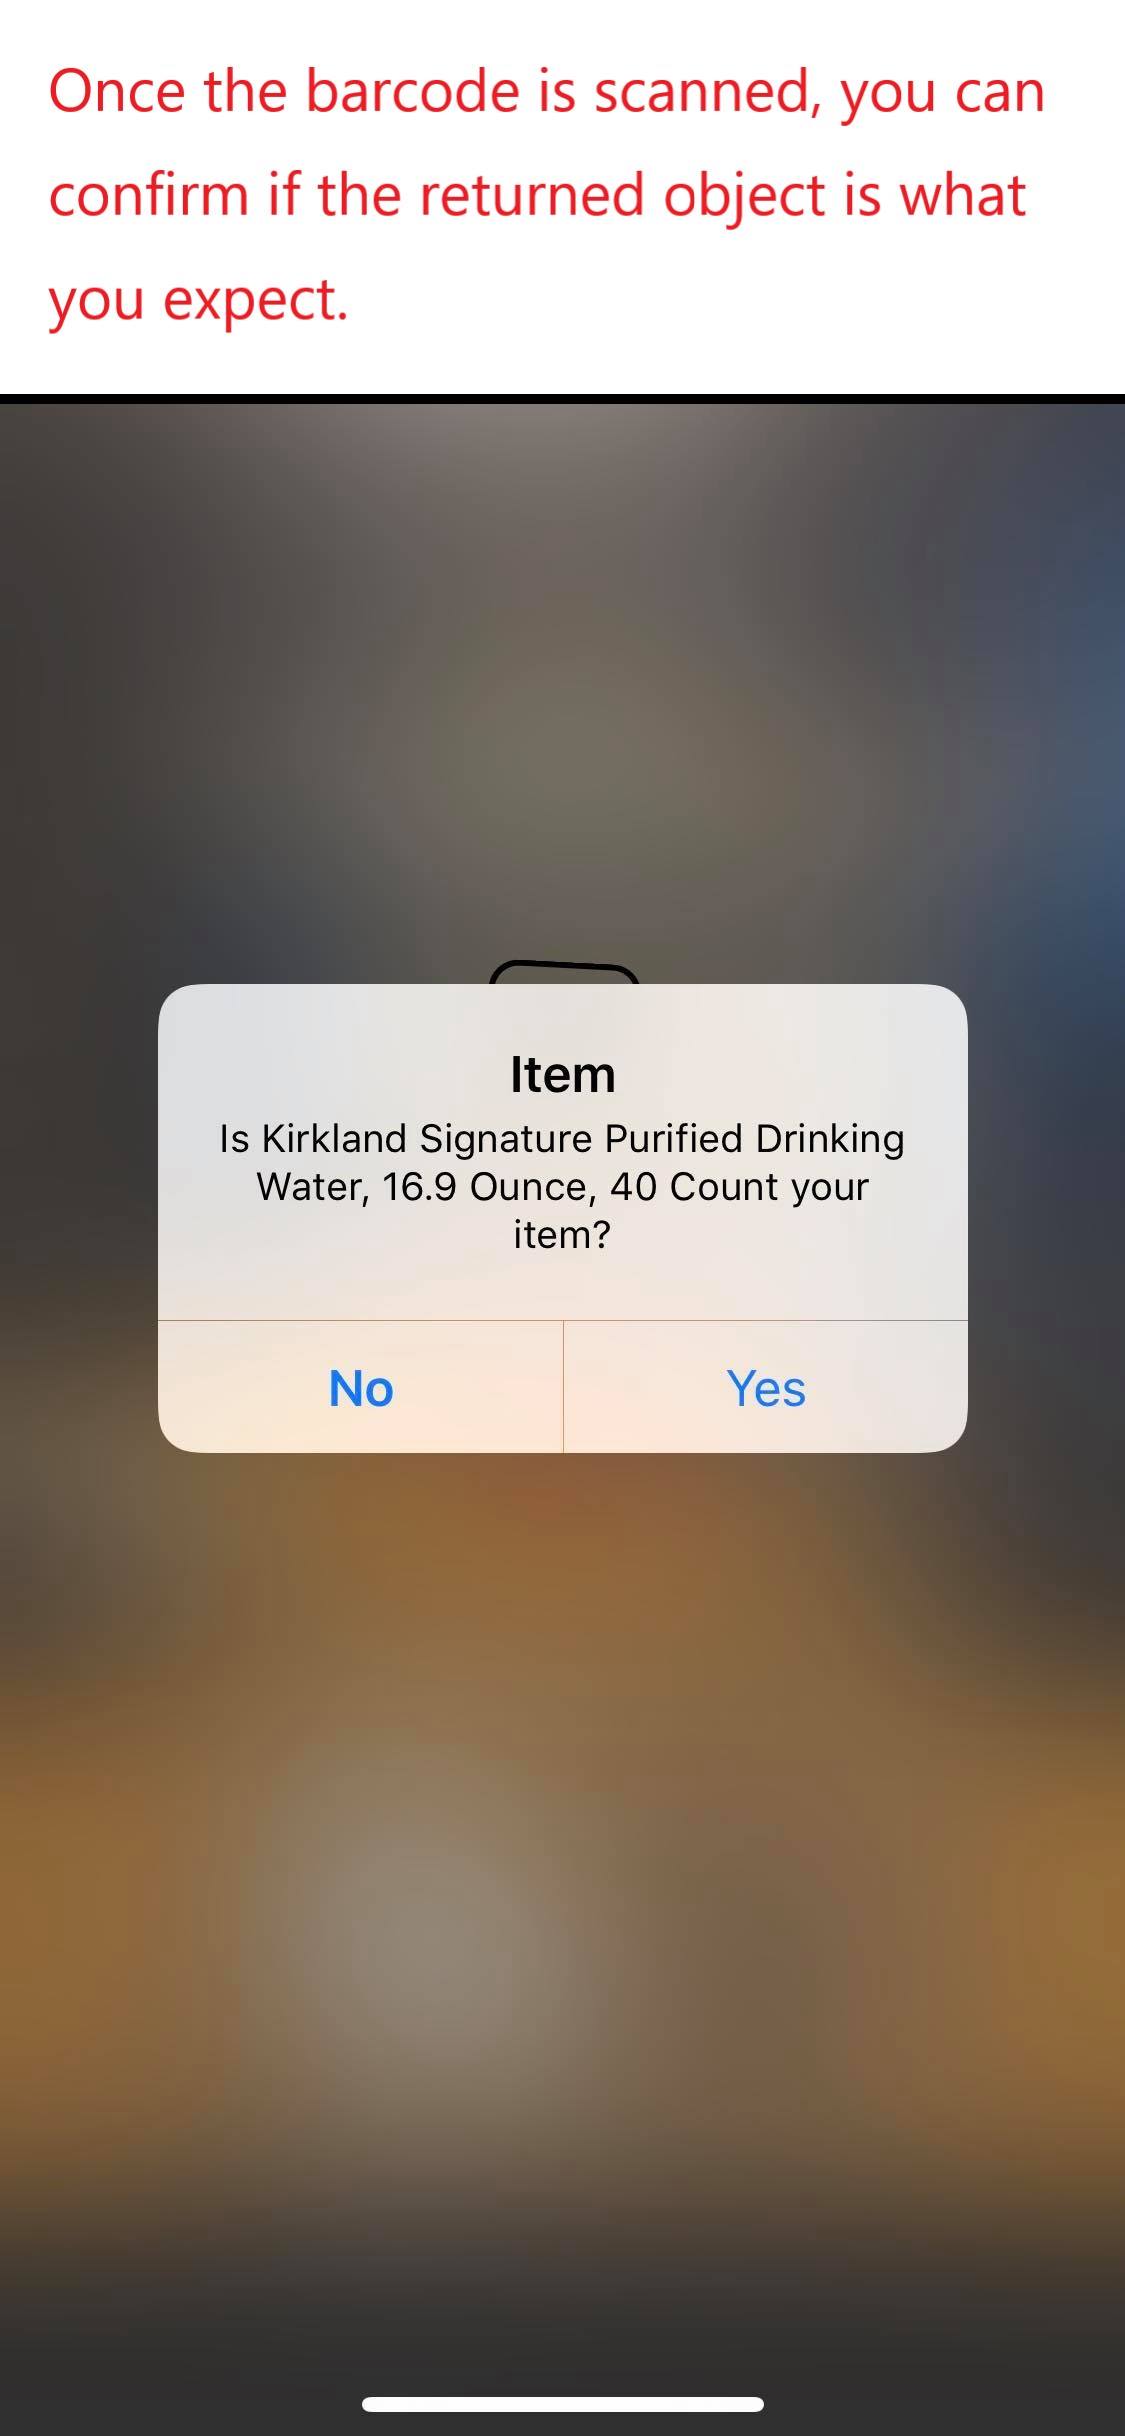 Once the barcode is scanned, you can
confirm if the returned object is what
you expect.
Item
Is Kirkland Signature Purified Drinking
Water, 16.9 Ounce, 40 Count your
item?
No
Yes